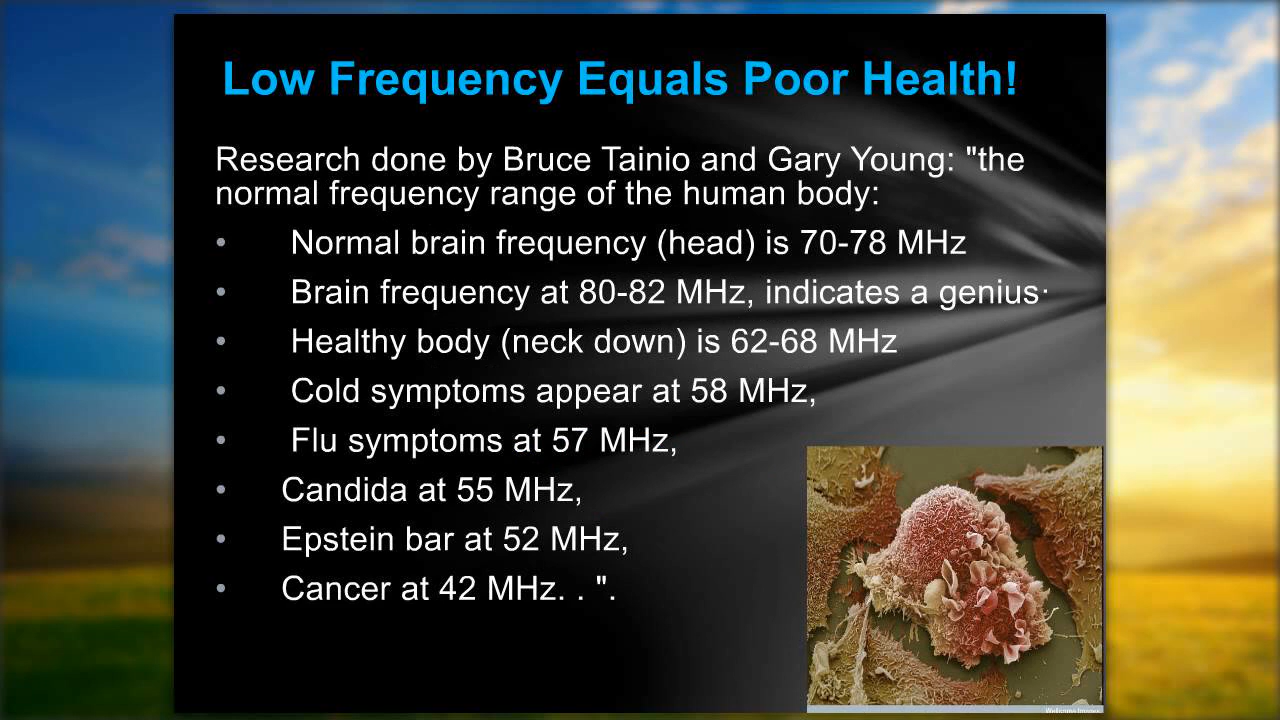 Low Frequency Equals Poor Health!
Research done by Bruce Tainio and Gary Young: "the
normal frequency range of the human body:
• Normal brain frequency (head) is 70-78 MHz
• Brain frequency at 80-82 MHz, indicates a genius·
• Healthy body (neck down) is 62-68 MHz
• Cold symptoms appear at 58 MHz,
• Flu symptoms at 57 MHz,
• Candida at 55 MHz,
• Epstein bar at 52 MHz,
• Cancer at 42 MHz. . ".
Wellcome Images